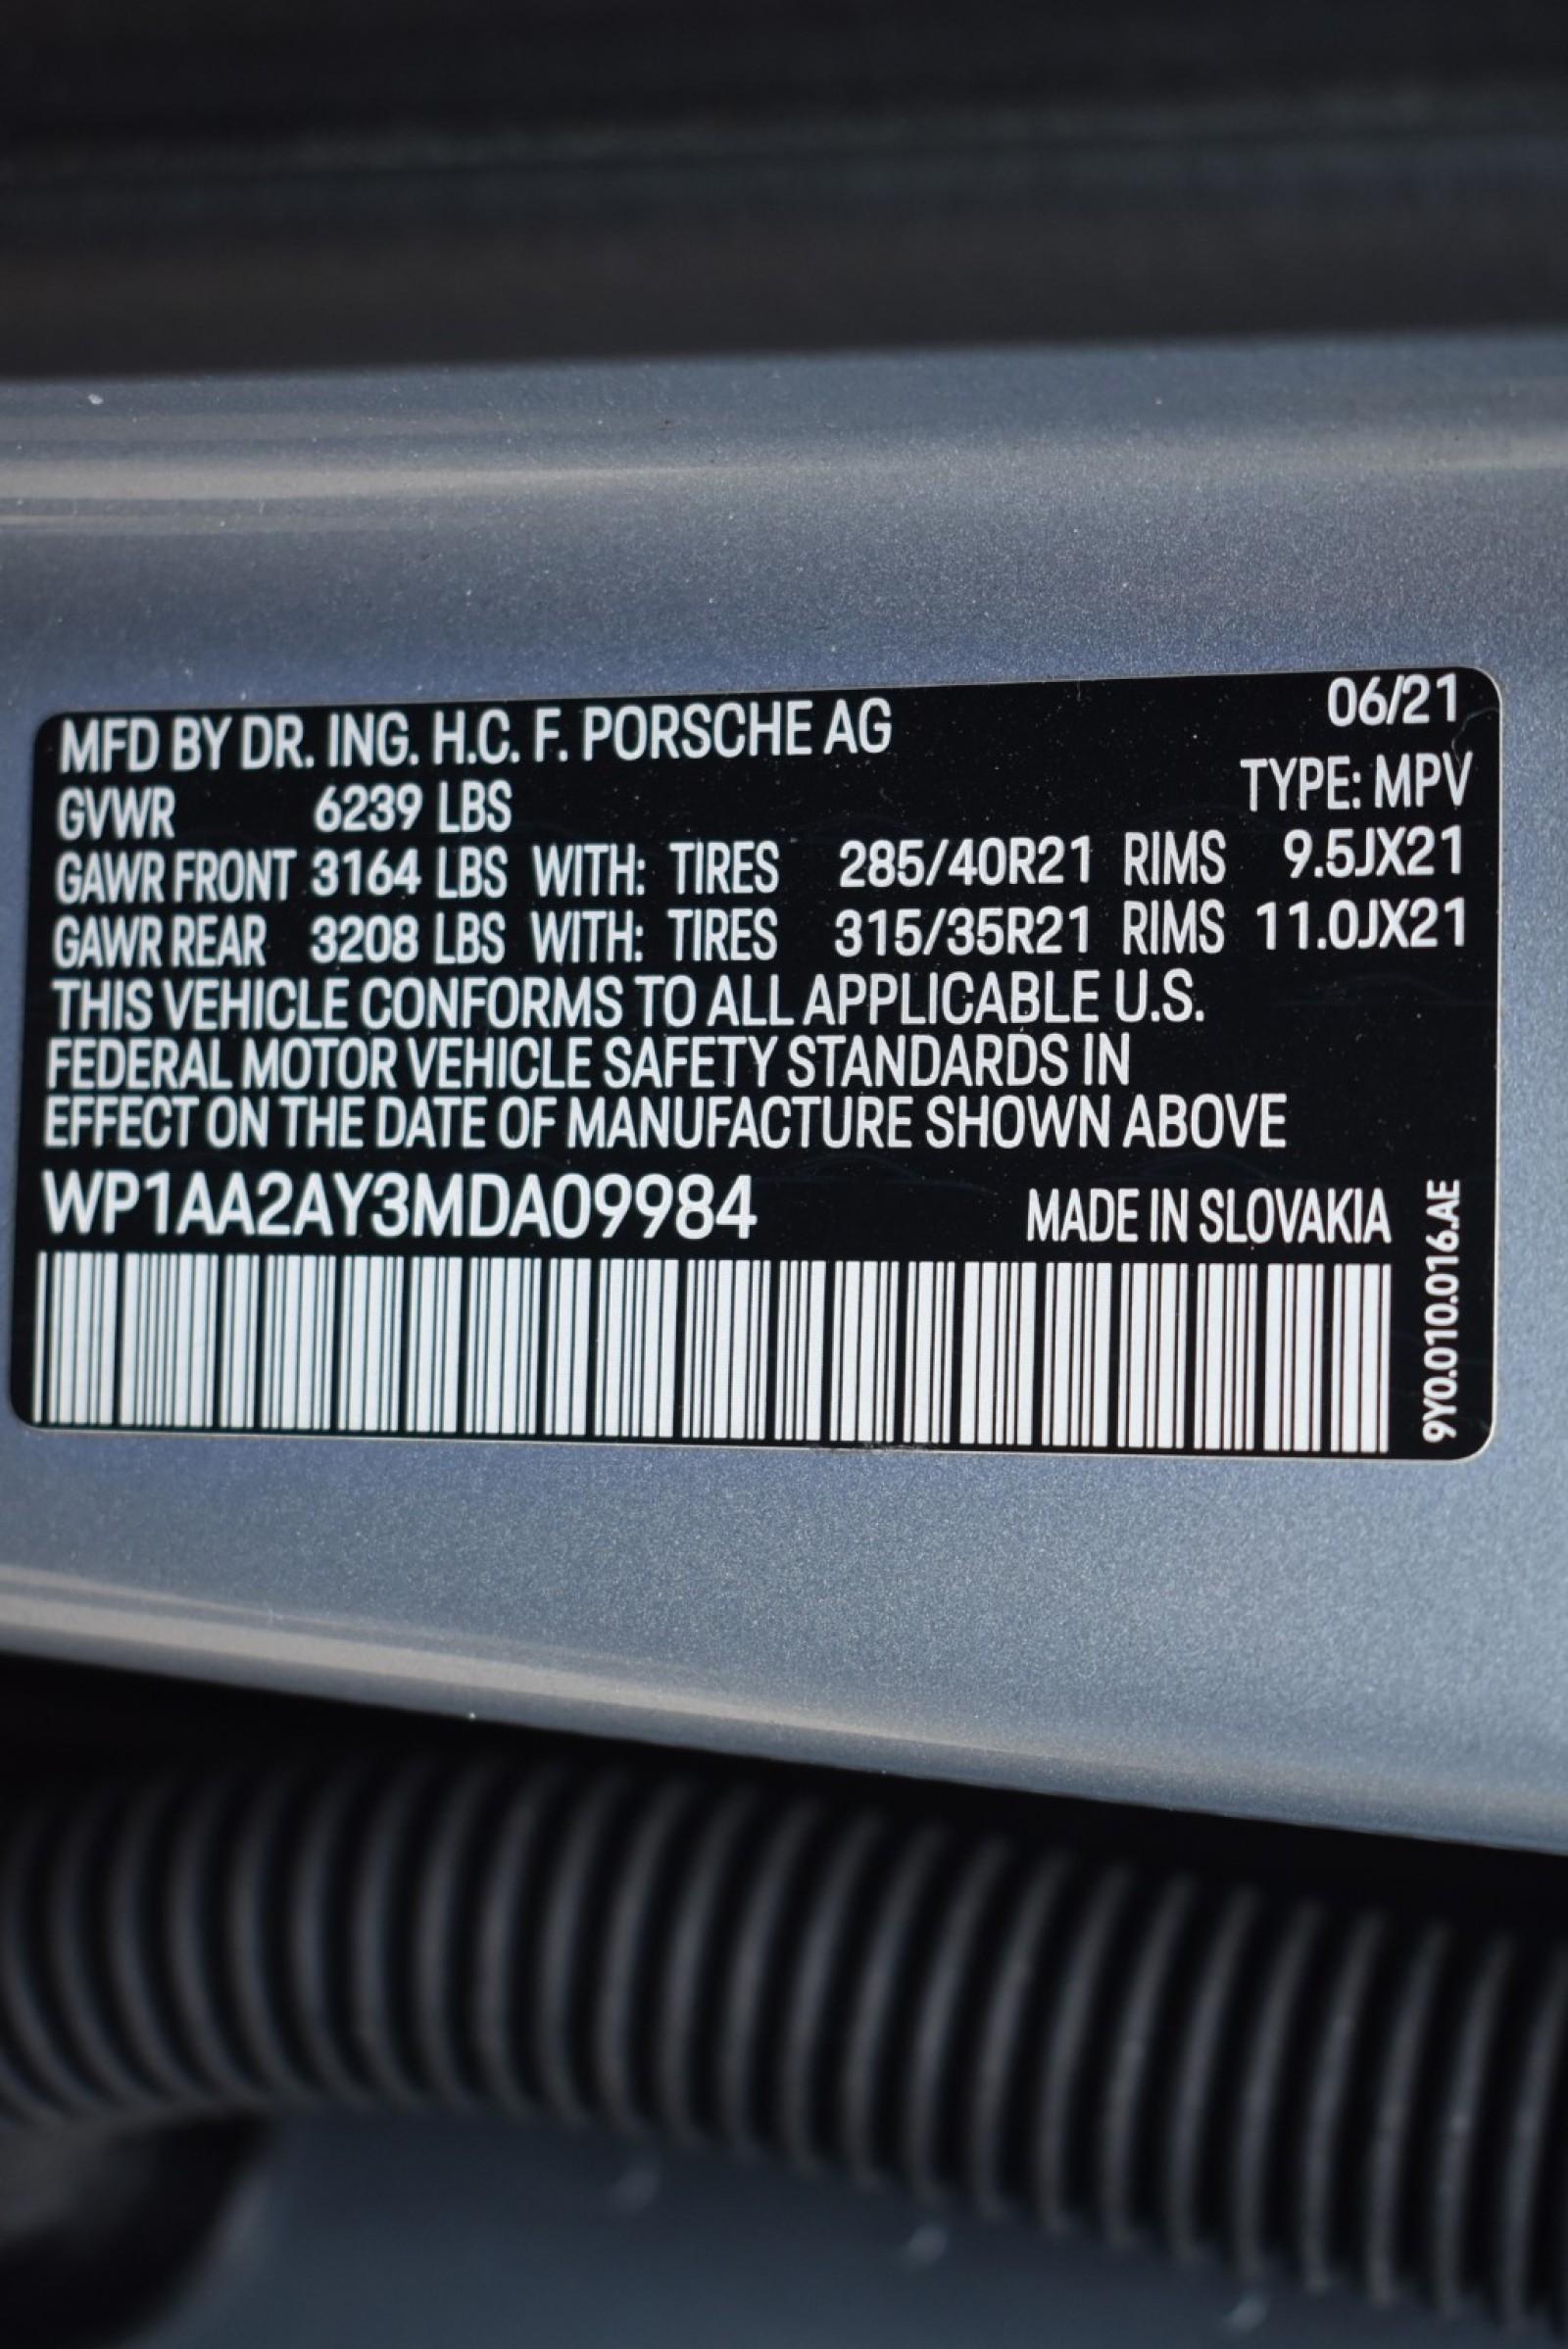 MFD BY DR. ING. H.C. F. PORSCHE AG 06/21
GVWR 6239 LBS TYPE: MPV
GAWR FRONT 3164 LBS WITH: TIRES 285/40R21 RIMS 9.5JX21
GAWR REAR 3208 LBS WITH: TIRES 315/35R21 RIMS 11.0JX21
THIS VEHICLE CONFORMS TO ALL APPLICABLE U.S.
FEDERAL MOTOR VEHICLE SAFETY STANDARDS IN
EFFECT ON THE DATE OF MANUFACTURE SHOWN ABOVE
WP1AA2AY3MDA09984 MADE IN SLOVAKIA
9Y0.010.016.AE